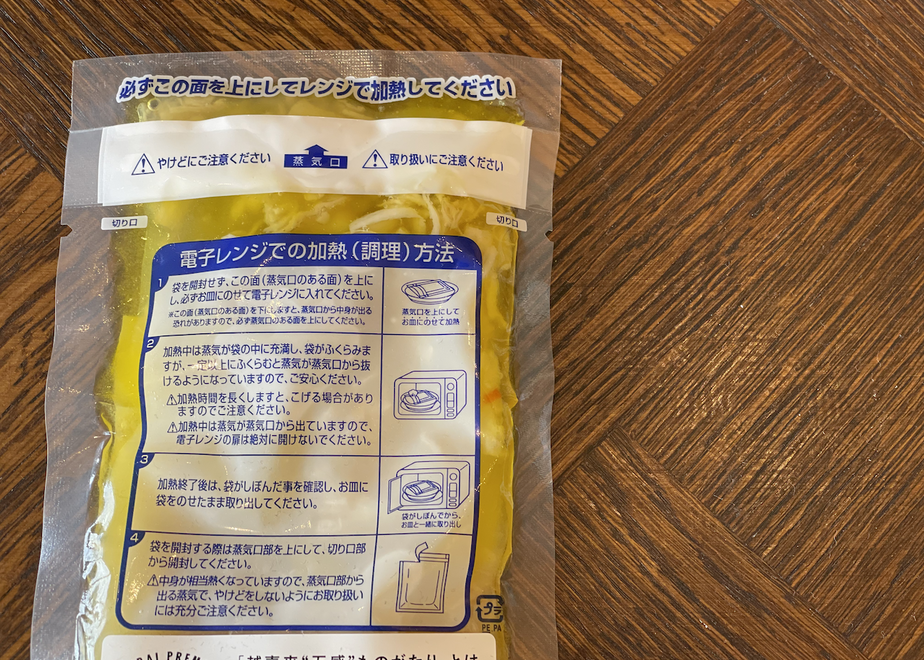 必ずこの面を上にしてレンジで加熱してください
⚠やけどにご注意ください
蒸気口
⚠取り扱いにご注意ください
切り口
切り口
電子レンジでの加熱（調理）方法
1
袋を開封せず、この面（蒸気口のある面）を上に
し、必ずお皿にのせて電子レンジに入れてください。
※この面（蒸気口のある面）を下にしますと、蒸気口から中身が出る
恐れがありますので、必ず蒸気口のある面を上にしてください。
蒸気口を上にして
お皿にのせて加熱
2
加熱中は蒸気が袋の中に充満し、袋がふくらみま
すが、一定以上にふくらむと蒸気が蒸気口から抜
けるようになっていますので、ご安心ください。
⚠加熱時間を長くしますと、こげる場合があり
ますのでご注意ください。
⚠加熱中は蒸気が蒸気口から出ていますので、
電子レンジの扉は絶対に開けないでください。
3
加熱終了後は、袋がしぼんだ事を確認し、お皿に
袋をのせたまま取り出してください。
袋がしぼんでから、
お皿と一緒に取り出し
4
袋を開封する際は蒸気口部を上にして、切り口部
から開封してください。
⚠中身が相当熱くなっていますので、蒸気口部から
出る蒸気で、やけどをしないようにお取り扱い
には充分ご注意ください。
プラ
PE,PA